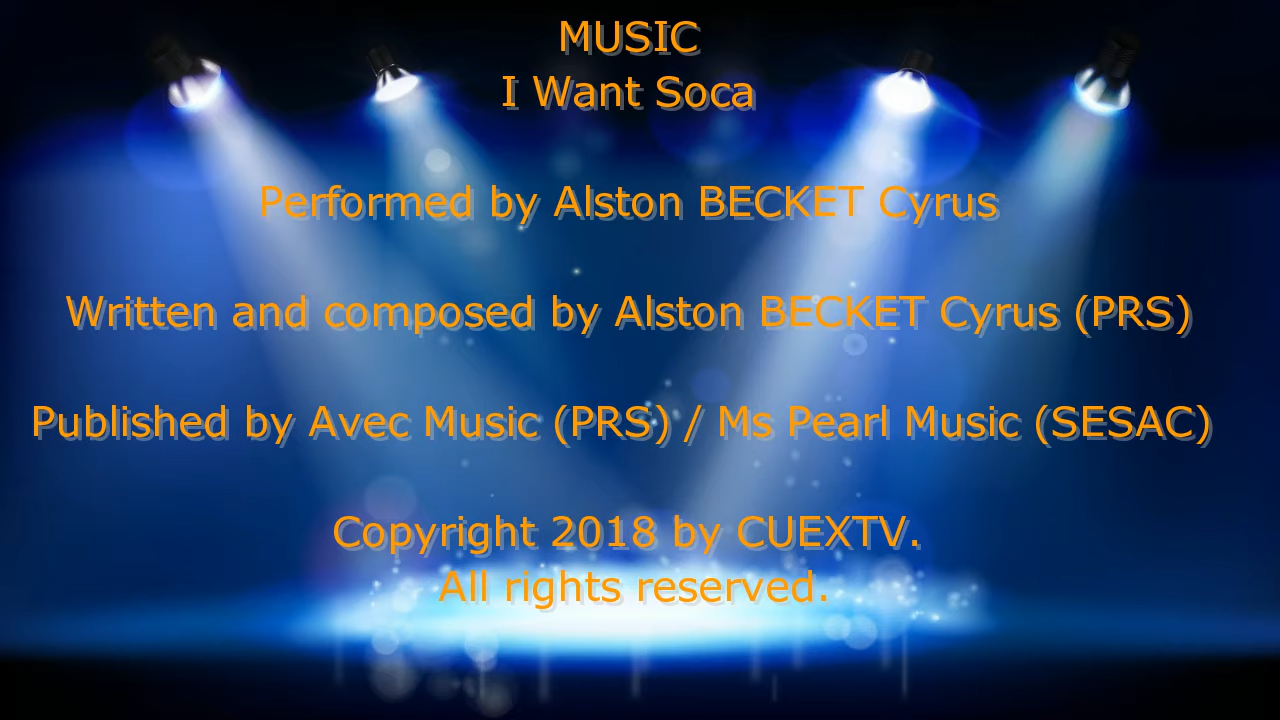 MUSIC
I Want Soca
Performed by Alston BECKET Cyrus
Written and composed by Alston BECKET Cyrus (PRS)
Published by Avec Music (PRS) / Ms Pearl Music (SESAC)
Copyright 2018 by CUEXTV.
All rights reserved.